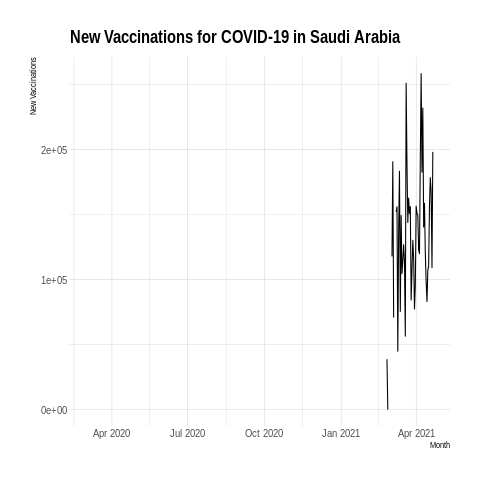 New Vaccinations for COVID-19 in Saudi Arabia
New Vaccinations
2e+05
1e+05
0e+00
Apr 2020 Jul 2020 Oct 2020 Jan 2021 Apr 2021
Month